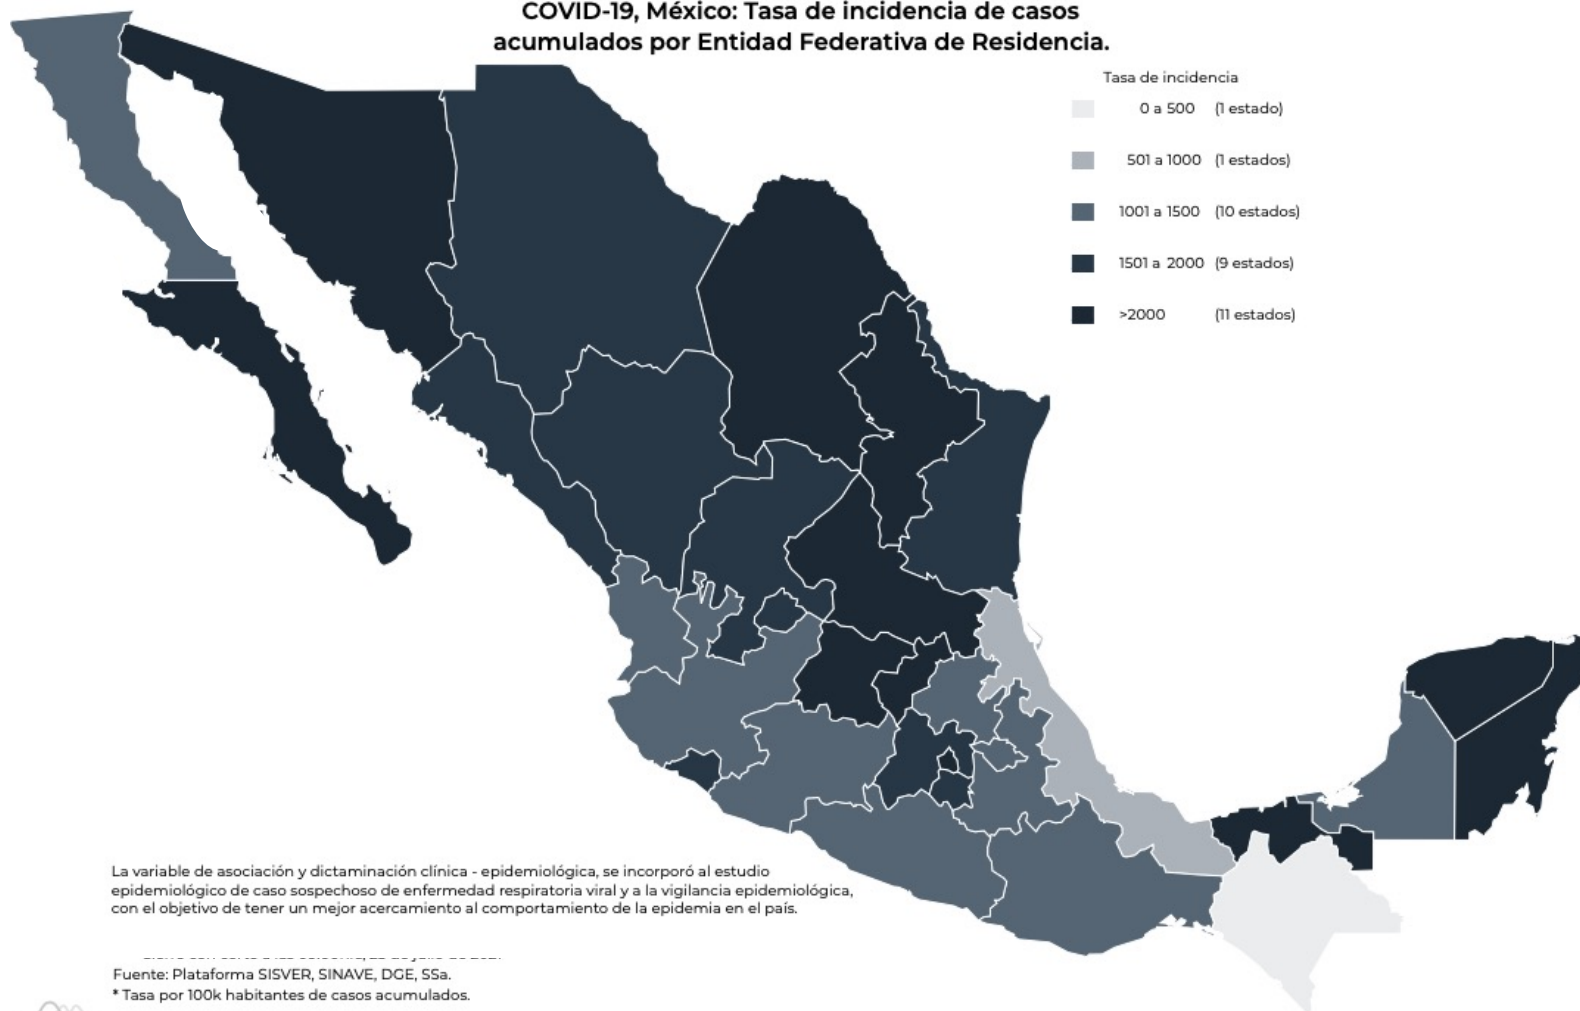 COVID-19, México: Tasa de incidencia de casos
acumulados por Entidad Federativa de Residencia.
Tasa de incidencia
0 a 500 (1 estado)
501 a 1000 (1 estados)
1001 a 1500 (10 estados)
1501 a 2000 (9 estados)
>2000 (11 estados)
La variable de asociación y dictaminación clínica - epidemiológica, se incorporó al estudio
epidemiológico de caso sospechoso de enfermedad respiratoria viral y a la vigilancia epidemiológica,
con el objetivo de tener un mejor acercamiento al comportamiento de la epidemia en el país.
Fuente: Plataforma SISVER, SINAVE, DGE, SSa.
* Tasa por 100k habitantes de casos acumulados.